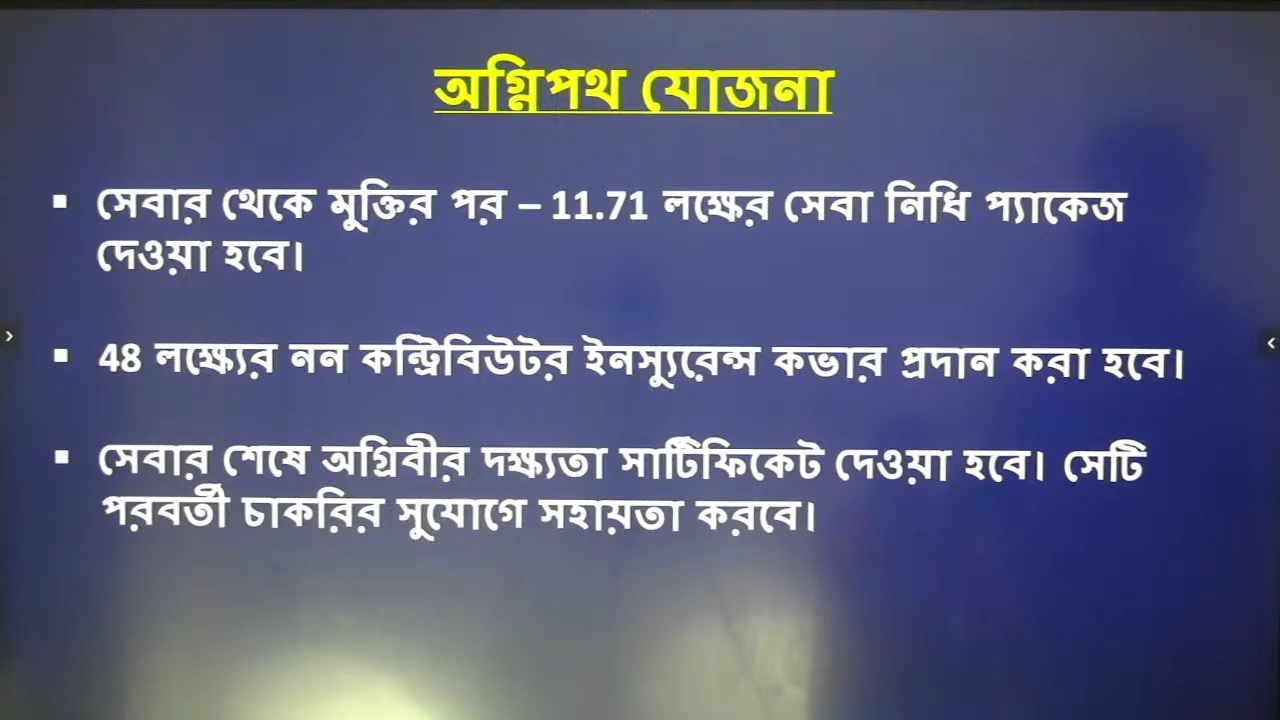 অগ্নিপথ যোজনা
▪ সেবার থেকে মুক্তির পর – 11.71 লক্ষের সেবা নিধি প্যাকেজ
দেওয়া হবে।
▪ 48 লক্ষ্যের নন কন্ট্রিবিউটর ইনস্যুরেন্স কভার প্রদান করা হবে।
▪ সেবার শেষে অগ্নিবীর দক্ষ্যতা সার্টিফিকেট দেওয়া হবে। সেটি
পরবর্তী চাকরির সুযোগে সহায়তা করবে।